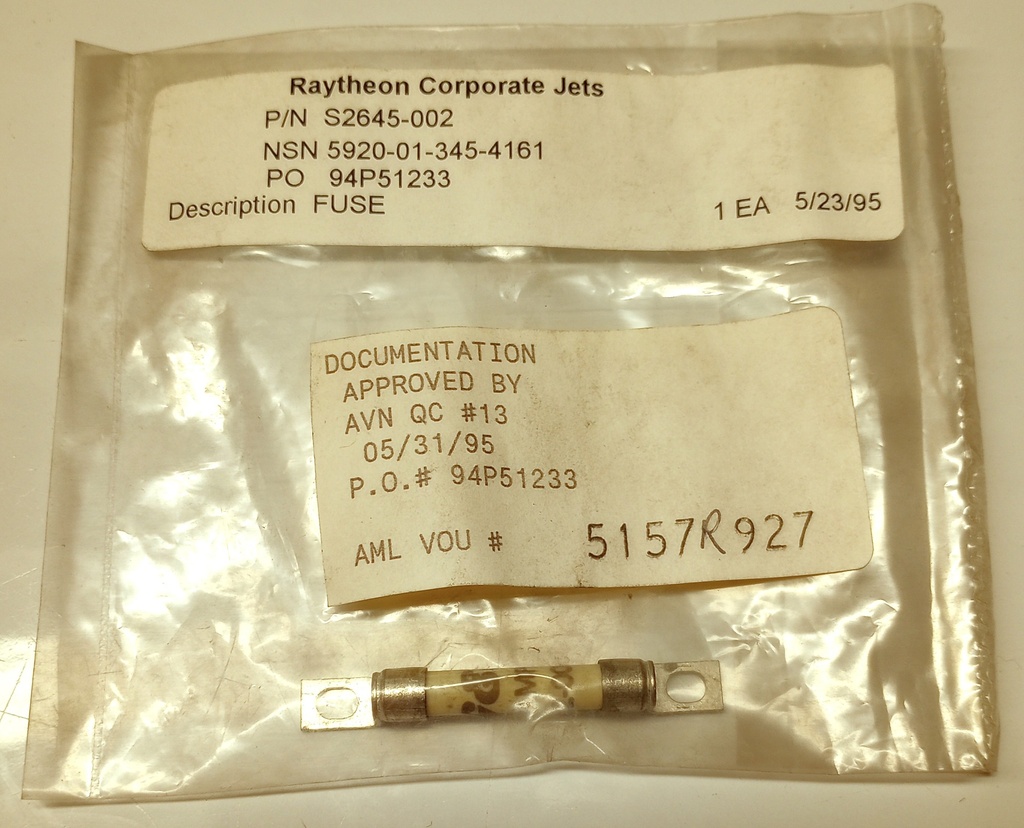 Raytheon Corporate Jets
P/N S2645-002
NSN 5920-01-345-4161
PO 94P51233
Description FUSE 1 EA 5/23/95
DOCUMENTATION
APPROVED BY
AVN QC #13
05/31/95
P.O.# 94P51233
AML VOU # 5157R927